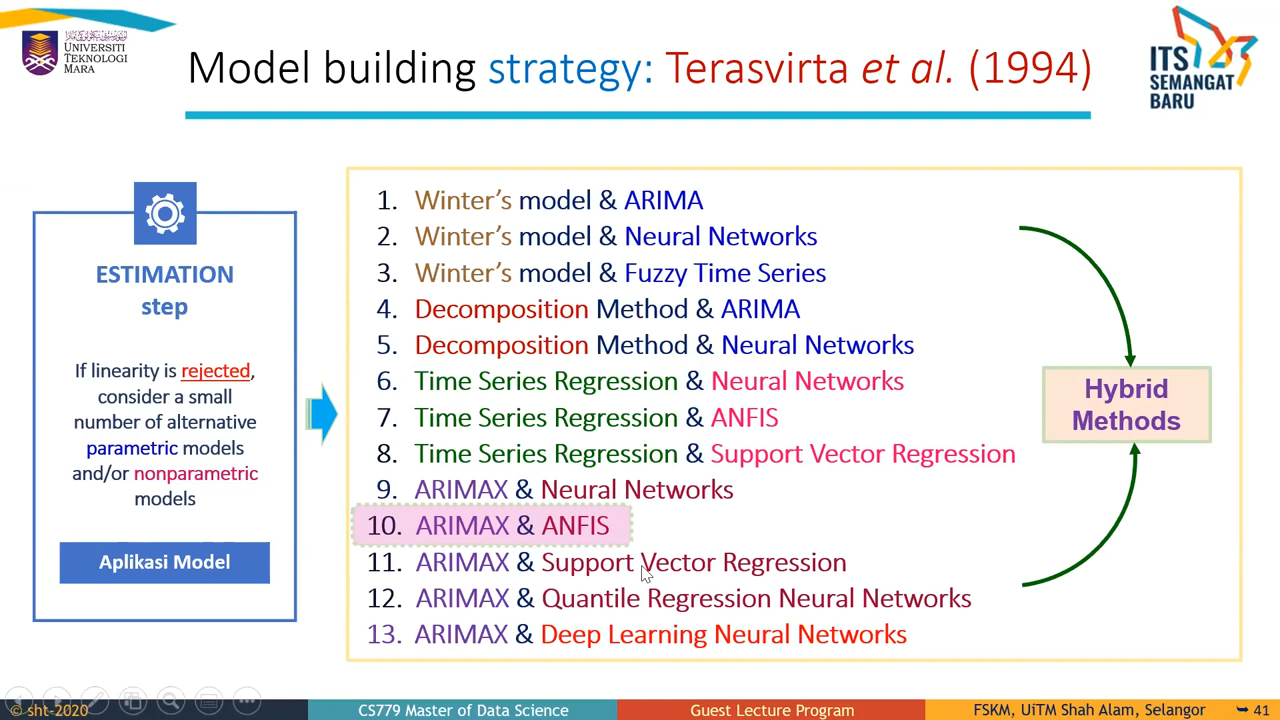 UNIVERSITI
TEKNOLOGI
MARA
Model building strategy: Terasvirta et al. (1994)
ITS
SEMANGAT
BARU
ESTIMATION
step
If linearity is rejected,
consider a small
number of alternative
parametric models
and/or nonparametric
models
Aplikasi Model
1. Winter's model & ARIMA
2. Winter's model & Neural Networks
3. Winter's model & Fuzzy Time Series
4. Decomposition Method & ARIMA
5. Decomposition Method & Neural Networks
6. Time Series Regression & Neural Networks
7. Time Series Regression & ANFIS
8. Time Series Regression & Support Vector Regression
9. ARIMAX & Neural Networks
10. ARIMAX & ANFIS
11. ARIMAX & Support Vector Regression
12. ARIMAX & Quantile Regression Neural Networks
13. ARIMAX & Deep Learning Neural Networks
Hybrid
Methods
© sht-2020
CS779 Master of Data Science
Guest Lecture Program
FSKM, UiTM Shah Alam, Selangor
41